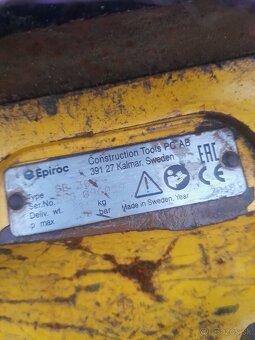 Epiroc
Construction Tools PC AB
391 27 Kalmar, Sweden
Type
Ser.No.
Deliv. wt. kg
p max bar
Made in Sweden, Year
EAC
CE